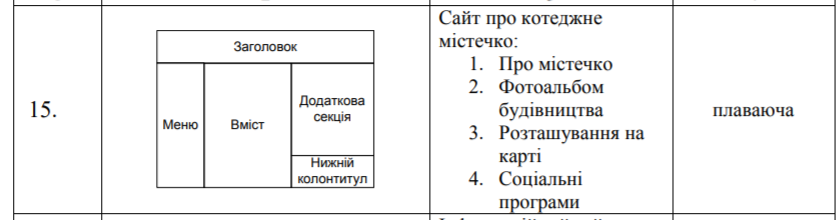 15.
Заголовок
Меню
Вміст
Додаткова
секція
Нижній
колонтитул
Сайт про котеджне
містечко:
1. Про містечко
2. Фотоальбом
будівництва
3. Розташування на
карті
4. Соціальні
програми
плаваюча